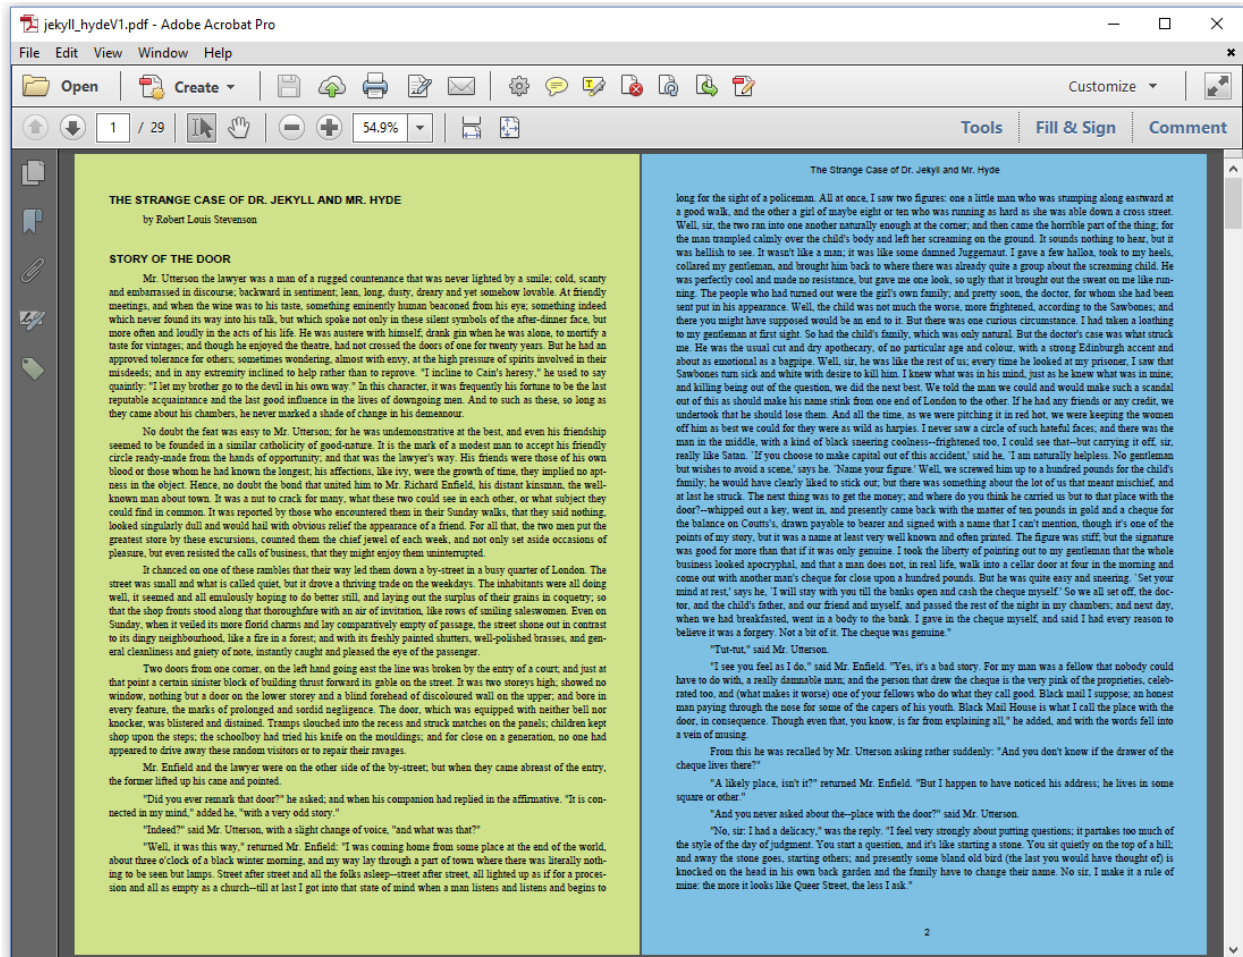 jekyll_hydeV1.pdf - Adobe Acrobat Pro
File Edit View Window Help
Open Create Customize
1 / 29 54.9% Tools Fill & Sign Comment
THE STRANGE CASE OF DR. JEKYLL AND MR. HYDE
by Robert Louis Stevenson
STORY OF THE DOOR
Mr. Utterson the lawyer was a man of a rugged countenance that was never lighted by a smile; cold, scanty
and embarrassed in discourse; backward in sentiment; lean, long, dusty, dreary and yet somehow lovable. At friendly
meetings, and when the wine was to his taste, something eminently human beaconed from his eye; something indeed
which never found its way into his talk, but which spoke not only in these silent symbols of the after-dinner face, but
more often and loudly in the acts of his life. He was austere with himself; drank gin when he was alone, to mortify a
taste for vintages; and though he enjoyed the theatre, had not crossed the doors of one for twenty years. But he had an
approved tolerance for others; sometimes wondering, almost with envy, at the high pressure of spirits involved in their
misdeeds; and in any extremity inclined to help rather than to reprove. "I incline to Cain's heresy," he used to say
quaintly: "I let my brother go to the devil in his own way." In this character, it was frequently his fortune to be the last
reputable acquaintance and the last good influence in the lives of downgoing men. And to such as these, so long as
they came about his chambers, he never marked a shade of change in his demeanour.
No doubt the feat was easy to Mr. Utterson; for he was undemonstrative at the best, and even his friendship
seemed to be founded in a similar catholicity of good-nature. It is the mark of a modest man to accept his friendly
circle ready-made from the hands of opportunity; and that was the lawyer's way. His friends were those of his own
blood or those whom he had known the longest; his affections, like ivy, were the growth of time, they implied no apt-
ness in the object. Hence, no doubt the bond that united him to Mr. Richard Enfield, his distant kinsman, the well-
known man about town. It was a nut to crack for many, what these two could see in each other, or what subject they
could find in common. It was reported by those who encountered them in their Sunday walks, that they said nothing,
looked singularly dull and would hail with obvious relief the appearance of a friend. For all that, the two men put the
greatest store by these excursions, counted them the chief jewel of each week, and not only set aside occasions of
pleasure, but even resisted the calls of business, that they might enjoy them uninterrupted.
It chanced on one of these rambles that their way led them down a by-street in a busy quarter of London. The
street was small and what is called quiet, but it drove a thriving trade on the weekdays. The inhabitants were all doing
well, it seemed and all emulously hoping to do better still, and laying out the surplus of their grains in coquetry; so
that the shop fronts stood along that thoroughfare with an air of invitation, like rows of smiling saleswomen. Even on
Sunday, when it veiled its more florid charms and lay comparatively empty of passage, the street shone out in contrast
to its dingy neighbourhood, like a fire in a forest; and with its freshly painted shutters, well-polished brasses, and gen-
eral cleanliness and gaiety of note, instantly caught and pleased the eye of the passenger.
Two doors from one corner, on the left hand going east the line was broken by the entry of a court; and just at
that point a certain sinister block of building thrust forward its gable on the street. It was two storeys high; showed no
window, nothing but a door on the lower storey and a blind forehead of discoloured wall on the upper; and bore in
every feature, the marks of prolonged and sordid negligence. The door, which was equipped with neither bell nor
knocker, was blistered and distained. Tramps slouched into the recess and struck matches on the panels; children kept
shop upon the steps; the schoolboy had tried his knife on the mouldings; and for close on a generation, no one had
appeared to drive away these random visitors or to repair their ravages.
Mr. Enfield and the lawyer were on the other side of the by-street; but when they came abreast of the entry,
the former lifted up his cane and pointed.
"Did you ever remark that door?" he asked; and when his companion had replied in the affirmative. "It is con-
nected in my mind," added he, "with a very odd story."
"Indeed?" said Mr. Utterson, with a slight change of voice, "and what was that?"
"Well, it was this way," returned Mr. Enfield: "I was coming home from some place at the end of the world,
about three o'clock of a black winter morning, and my way lay through a part of town where there was literally noth-
ing to be seen but lamps. Street after street and all the folks asleep--street after street, all lighted up as if for a proces-
sion and all as empty as a church--till at last I got into that state of mind when a man listens and listens and begins to
The Strange Case of Dr. Jekyll and Mr. Hyde
long for the sight of a policeman. All at once, I saw two figures: one a little man who was stumping along eastward at
a good walk, and the other a girl of maybe eight or ten who was running as hard as she was able down a cross street.
Well, sir, the two ran into one another naturally enough at the corner; and then came the horrible part of the thing; for
the man trampled calmly over the child's body and left her screaming on the ground. It sounds nothing to hear, but it
was hellish to see. It wasn't like a man; it was like some damned Juggernaut. I gave a few halloa, took to my heels,
collared my gentleman, and brought him back to where there was already quite a group about the screaming child. He
was perfectly cool and made no resistance, but gave me one look, so ugly that it brought out the sweat on me like run-
ning. The people who had turned out were the girl's own family; and pretty soon, the doctor, for whom she had been
sent put in his appearance. Well, the child was not much the worse, more frightened, according to the Sawbones; and
there you might have supposed would be an end to it. But there was one curious circumstance. I had taken a loathing
to my gentleman at first sight. So had the child's family, which was only natural. But the doctor's case was what struck
me. He was the usual cut and dry apothecary, of no particular age and colour, with a strong Edinburgh accent and
about as emotional as a bagpipe. Well, sir, he was like the rest of us; every time he looked at my prisoner, I saw that
Sawbones turn sick and white with desire to kill him. I knew what was in his mind, just as he knew what was in mine;
and killing being out of the question, we did the next best. We told the man we could and would make such a scandal
out of this as should make his name stink from one end of London to the other. If he had any friends or any credit, we
undertook that he should lose them. And all the time, as we were pitching it in red hot, we were keeping the women
off him as best we could for they were as wild as harpies. I never saw a circle of such hateful faces; and there was the
man in the middle, with a kind of black sneering coolness--frightened too, I could see that--but carrying it off, sir,
really like Satan. `If you choose to make capital out of this accident,' said he, `I am naturally helpless. No gentleman
but wishes to avoid a scene,' says he. `Name your figure.' Well, we screwed him up to a hundred pounds for the child's
family; he would have clearly liked to stick out; but there was something about the lot of us that meant mischief, and
at last he struck. The next thing was to get the money; and where do you think he carried us but to that place with the
door?--whipped out a key, went in, and presently came back with the matter of ten pounds in gold and a cheque for
the balance on Coutts's, drawn payable to bearer and signed with a name that I can't mention, though it's one of the
points of my story, but it was a name at least very well known and often printed. The figure was stiff; but the signature
was good for more than that if it was only genuine. I took the liberty of pointing out to my gentleman that the whole
business looked apocryphal, and that a man does not, in real life, walk into a cellar door at four in the morning and
come out with another man's cheque for close upon a hundred pounds. But he was quite easy and sneering. `Set your
mind at rest,' says he, `I will stay with you till the banks open and cash the cheque myself.' So we all set off, the doc-
tor, and the child's father, and our friend and myself, and passed the rest of the night in my chambers; and next day,
when we had breakfasted, went in a body to the bank. I gave in the cheque myself, and said I had every reason to
believe it was a forgery. Not a bit of it. The cheque was genuine."
"Tut-tut," said Mr. Utterson.
"I see you feel as I do," said Mr. Enfield. "Yes, it's a bad story. For my man was a fellow that nobody could
have to do with, a really damnable man; and the person that drew the cheque is the very pink of the proprieties, celeb-
rated too, and (what makes it worse) one of your fellows who do what they call good. Black mail I suppose; an honest
man paying through the nose for some of the capers of his youth. Black Mail House is what I call the place with the
door, in consequence. Though even that, you know, is far from explaining all," he added, and with the words fell into
a vein of musing.
From this he was recalled by Mr. Utterson asking rather suddenly: "And you don't know if the drawer of the
cheque lives there?"
"A likely place, isn't it?" returned Mr. Enfield. "But I happen to have noticed his address; he lives in some
square or other."
"And you never asked about the--place with the door?" said Mr. Utterson.
"No, sir: I had a delicacy," was the reply. "I feel very strongly about putting questions; it partakes too much of
the style of the day of judgment. You start a question, and it's like starting a stone. You sit quietly on the top of a hill;
and away the stone goes, starting others; and presently some bland old bird (the last you would have thought of) is
knocked on the head in his own back garden and the family have to change their name. No sir, I make it a rule of
mine: the more it looks like Queer Street, the less I ask."
2